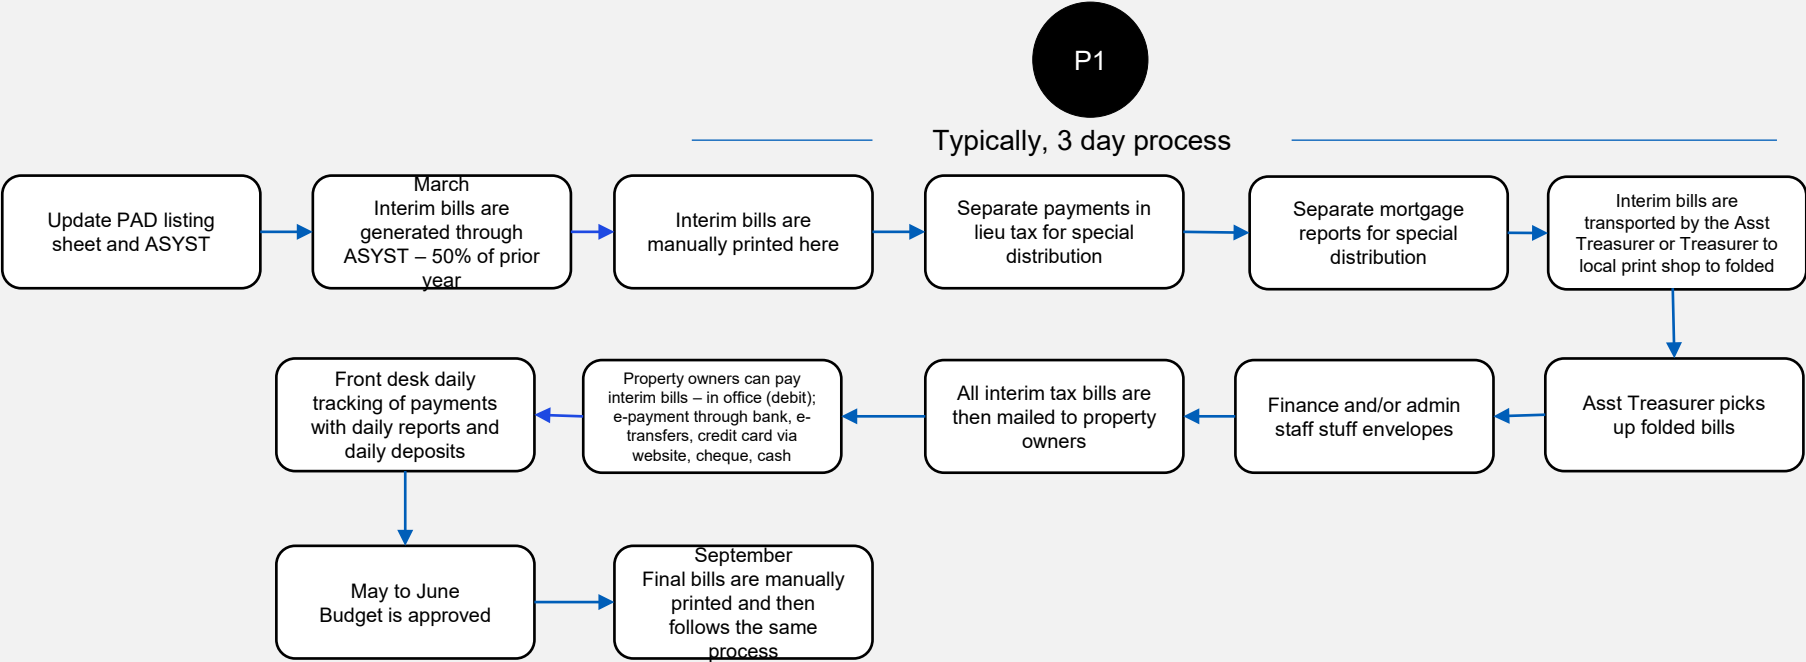 P1
Typically, 3 day process
Update PAD listing
sheet and ASYST
March
Interim bills are
generated through
ASYST – 50% of prior
year
Interim bills are
manually printed here
Separate payments in
lieu tax for special
distribution
Separate mortgage
reports for special
distribution
Interim bills are
transported by the Asst
Treasurer or Treasurer to
local print shop to folded
Asst Treasurer picks
up folded bills
Finance and/or admin
staff stuff envelopes
All interim tax bills are
then mailed to property
owners
Property owners can pay
interim bills – in office (debit);
e-payment through bank, e-
transfers, credit card via
website, cheque, cash
Front desk daily
tracking of payments
with daily reports and
daily deposits
May to June
Budget is approved
September
Final bills are manually
printed and then
follows the same
process